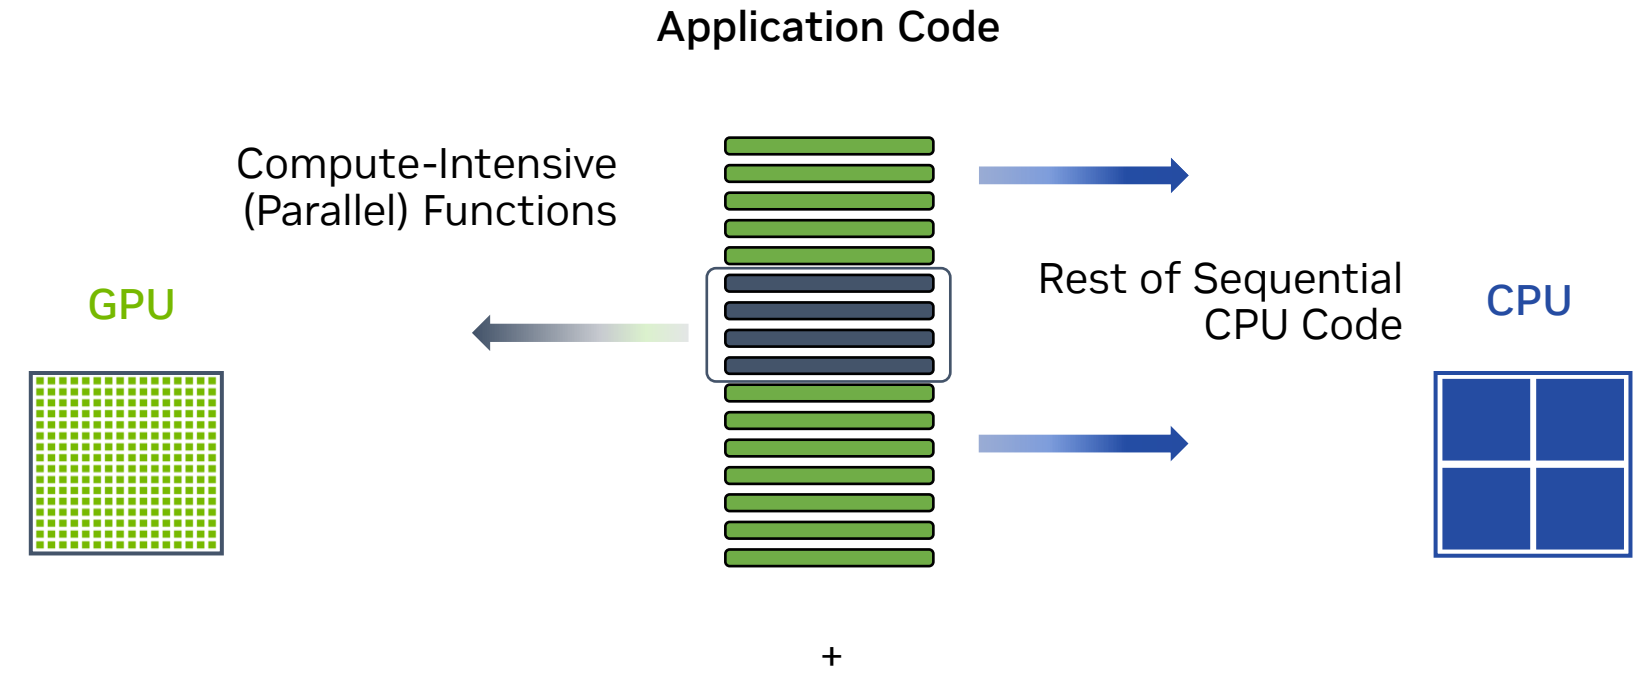 Application Code
Compute-Intensive
(Parallel) Functions
GPU
Rest of Sequential
CPU Code
CPU
+